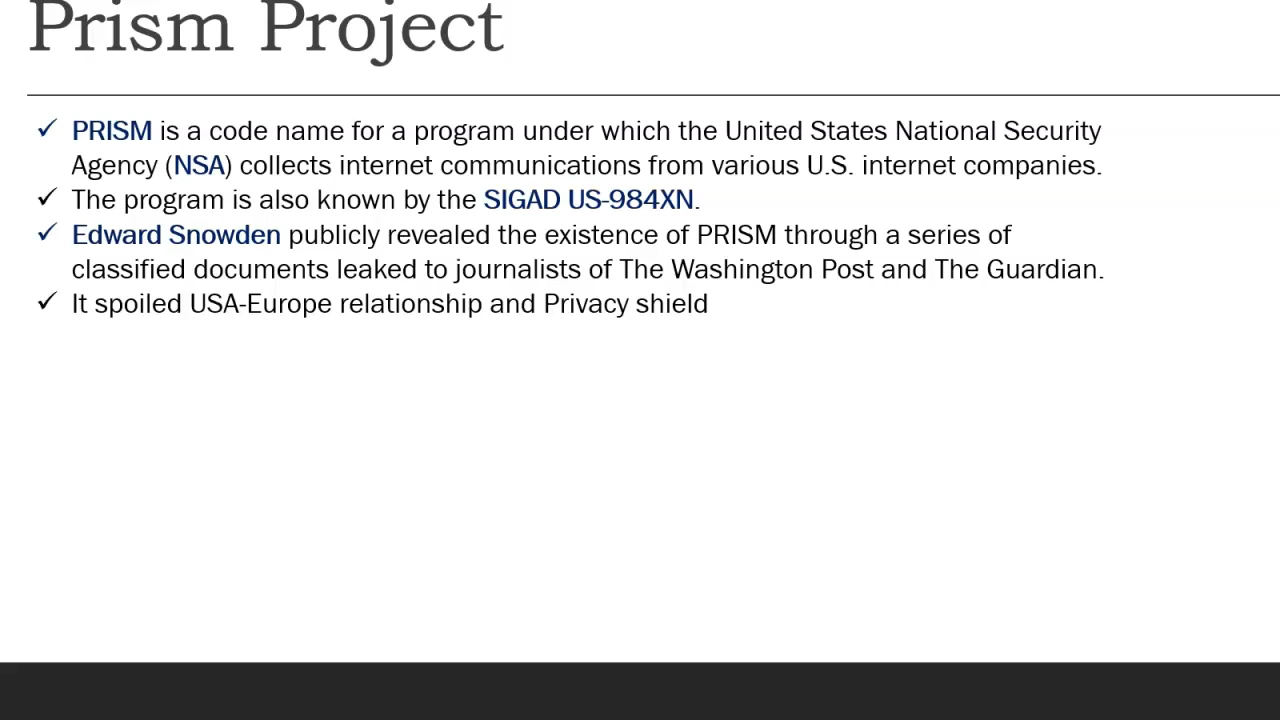 Prism Project
✓ PRISM is a code name for a program under which the United States National Security
Agency (NSA) collects internet communications from various U.S. internet companies.
✓ The program is also known by the SIGAD US-984XN.
✓ Edward Snowden publicly revealed the existence of PRISM through a series of
classified documents leaked to journalists of The Washington Post and The Guardian.
✓ It spoiled USA-Europe relationship and Privacy shield